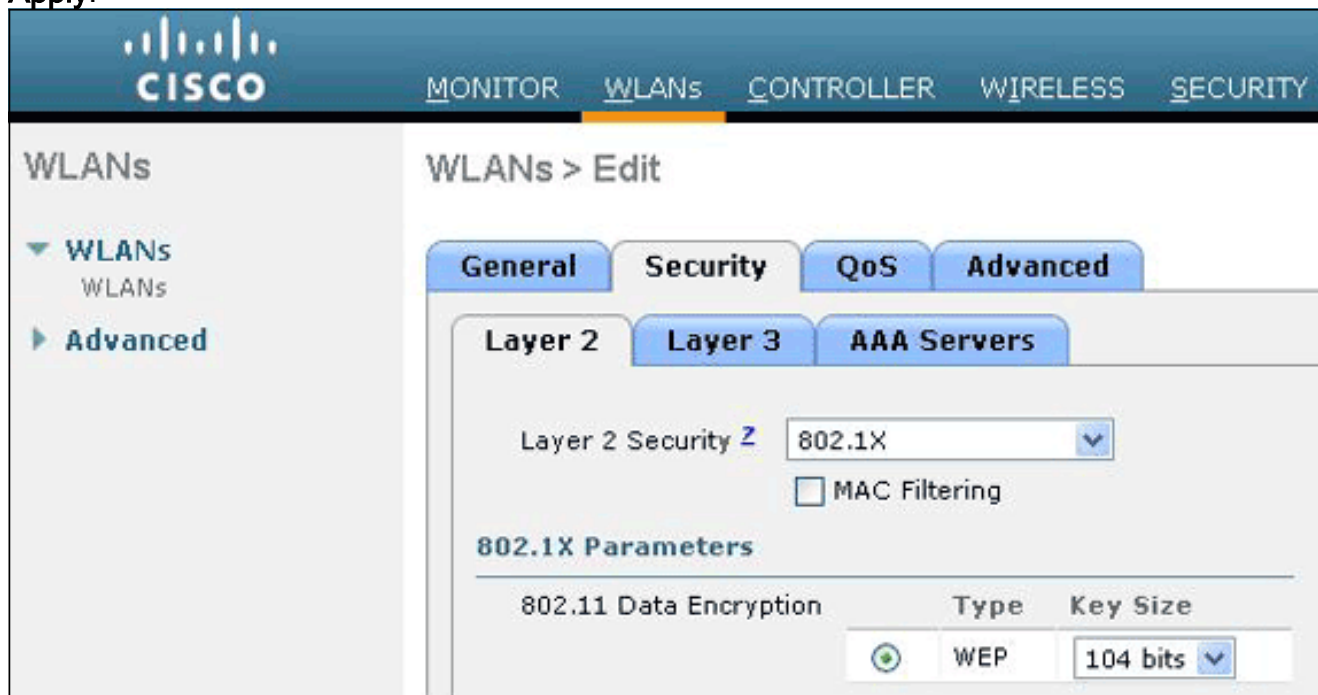 Apply.
CISCO
MONITOR WLANs CONTROLLER WIRELESS SECURITY
WLANs
WLANs > Edit
WLANs
WLANs
Advanced
General Security QoS Advanced
Layer 2 Layer 3 AAA Servers
Layer 2 Security ? 802.1X
MAC Filtering
802.1X Parameters
802.11 Data Encryption Type Key Size
WEP 104 bits